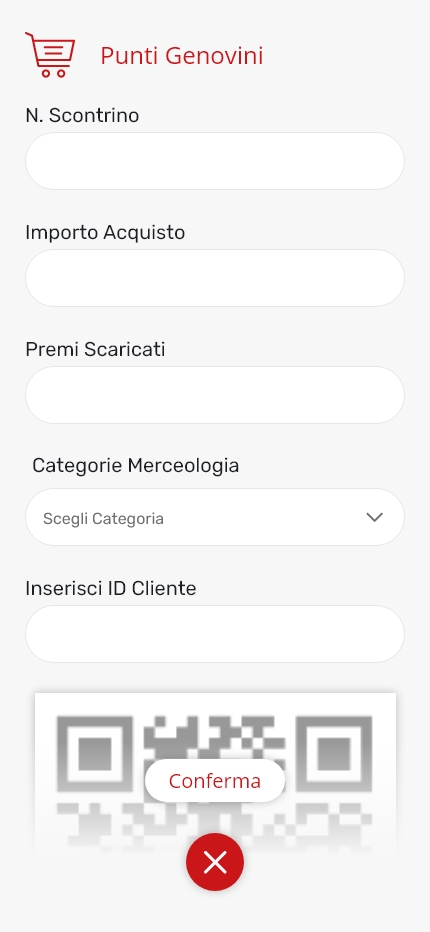 Punti Genovini
N. Scontrino
Importo Acquisto
Premi Scaricati
Categorie Merceologia
Scegli Categoria
Inserisci ID Cliente
Conferma